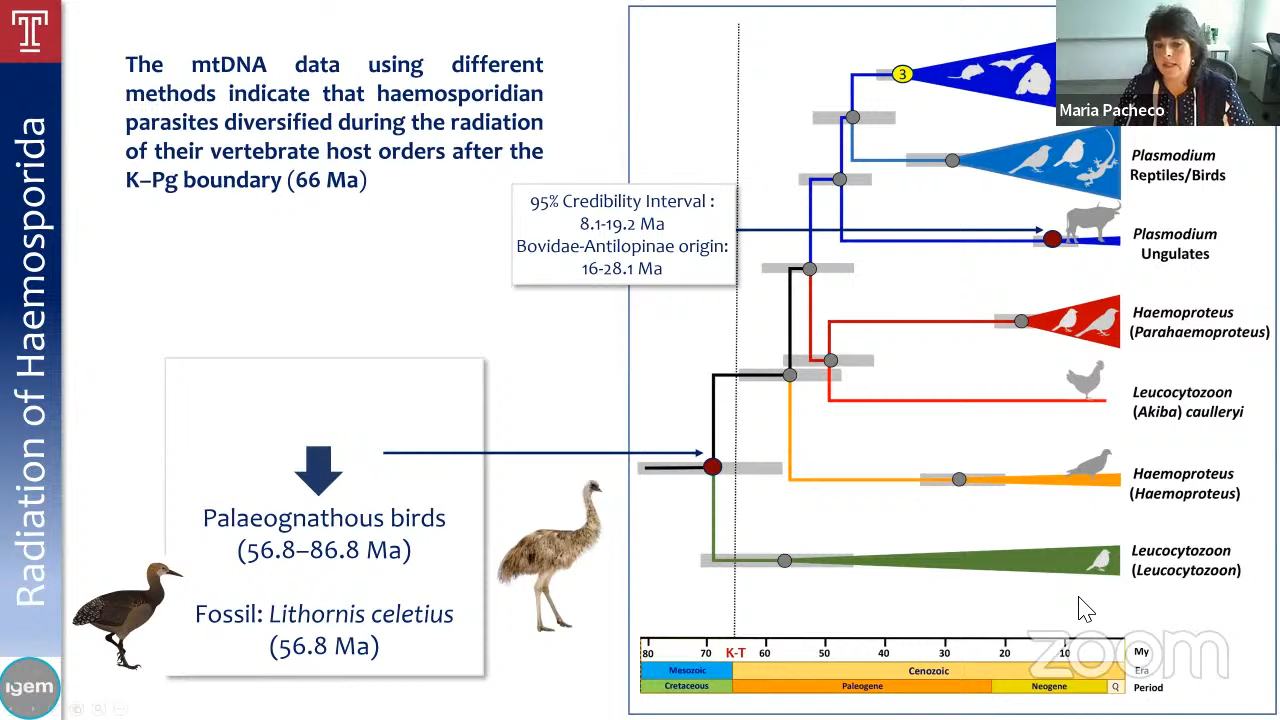 Radiation of Haemosporida
igem
The mtDNA data using different
methods indicate that haemosporidian
parasites diversified during the radiation
of their vertebrate host orders after the
K–Pg boundary (66 Ma)
95% Credibility Interval :
8.1-19.2 Ma
Bovidae-Antilopinae origin:
16-28.1 Ma
Palaeognathous birds
(56.8–86.8 Ma)
Fossil: Lithornis celetius
(56.8 Ma)
3
Maria Pacheco
Plasmodium
Reptiles/Birds
Plasmodium
Ungulates
Haemoproteus
(Parahaemoproteus)
Leucocytozoon
(Akiba) caulleryi
Haemoproteus
(Haemoproteus)
Leucocytozoon
(Leucocytozoon)
80 70 K-T 60 50 40 30 20 10 My
Mesozoic Cenozoic Era
Cretaceous Paleogene Neogene Q Period
zoom